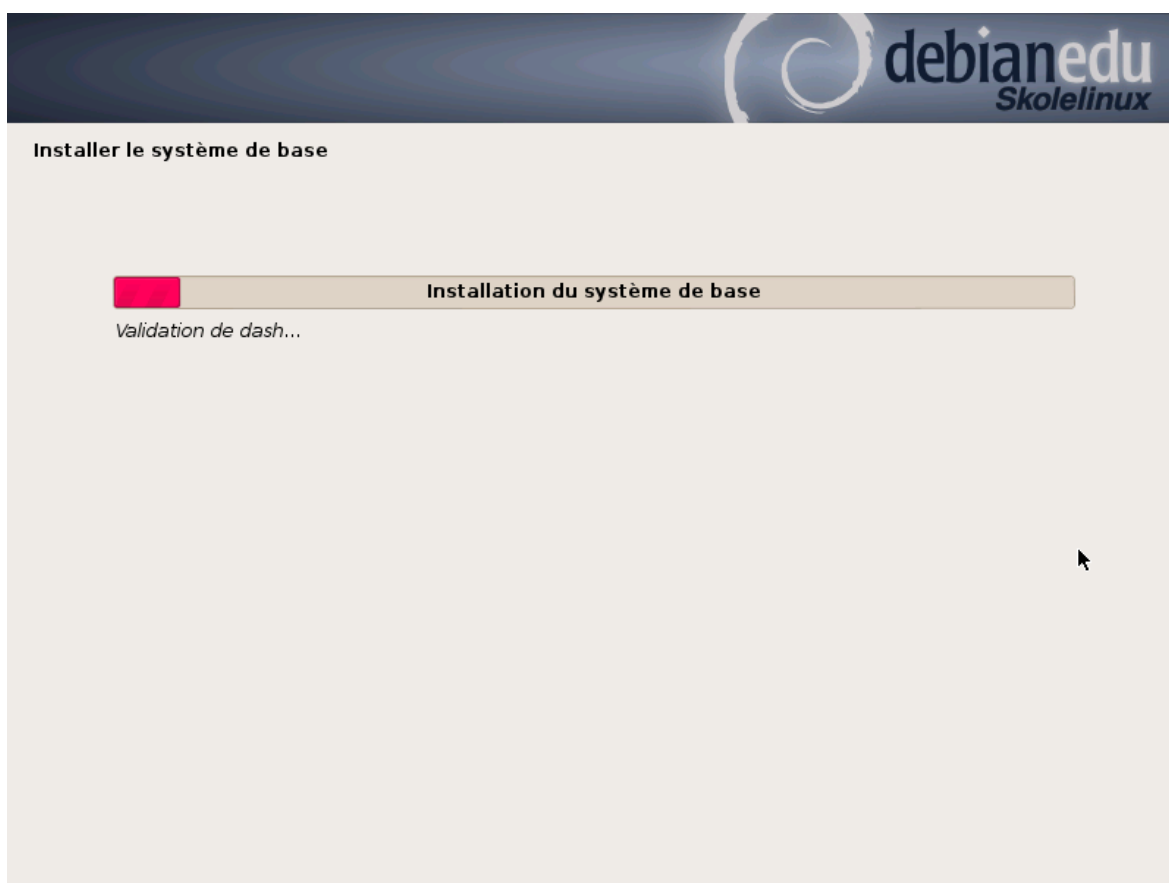 debianedu
Skolelinux
Installer le système de base
Installation du système de base
Validation de dash...